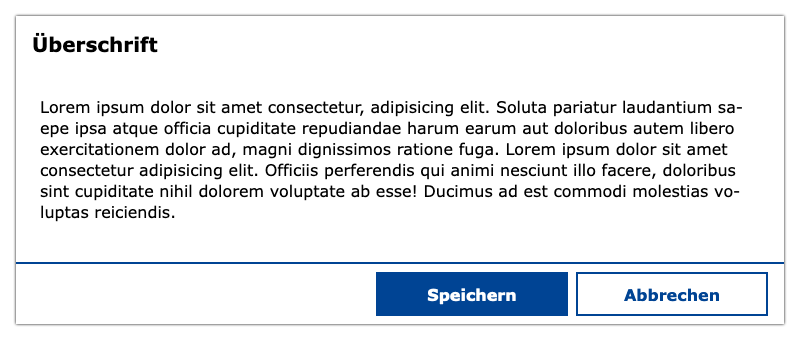 Überschrift
Lorem ipsum dolor sit amet consectetur, adipisicing elit. Soluta pariatur laudantium sa-
epe ipsa atque officia cupiditate repudiandae harum earum aut doloribus autem libero
exercitationem dolor ad, magni dignissimos ratione fuga. Lorem ipsum dolor sit amet
consectetur adipisicing elit. Officiis perferendis qui animi nesciunt illo facere, doloribus
sint cupiditate nihil dolorem voluptate ab esse! Ducimus ad est commodi molestias vo-
luptas reiciendis.
Speichern
Abbrechen